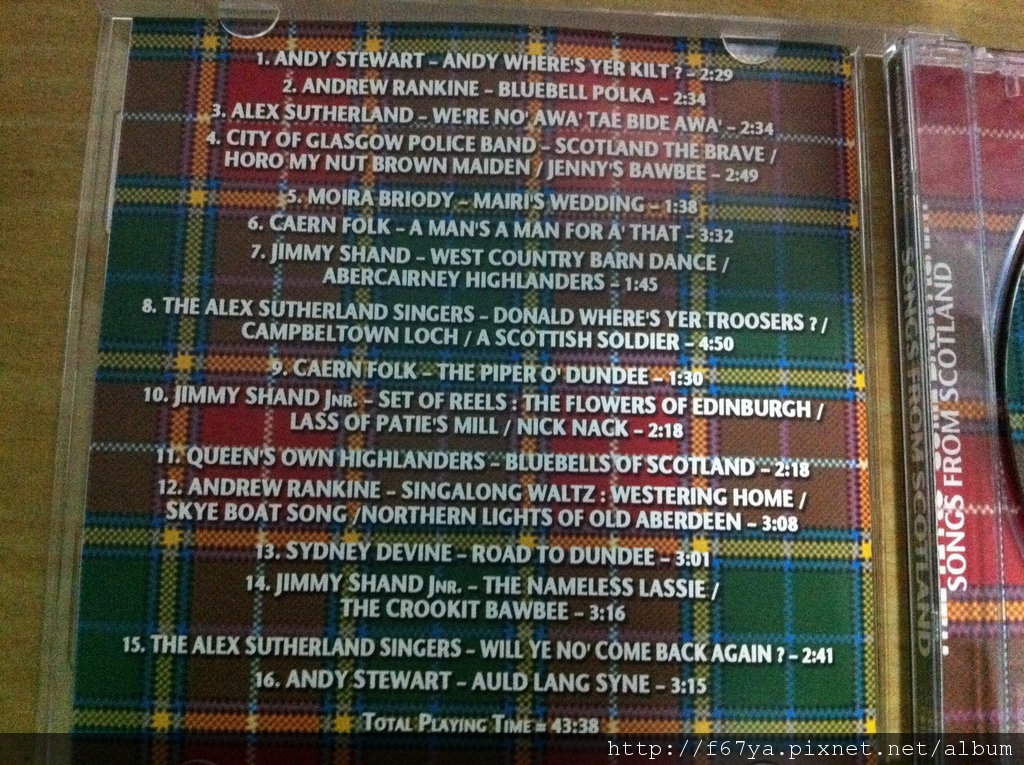 1. ANDY STEWART – ANDY WHERE'S YER KILT ? – 2:29
2. ANDREW RANKINE – BLUEBELL POLKA – 2:34
3. ALEX SUTHERLAND – WE'RE NO' AWA' TAE BIDE AWA' – 2:34
4. CITY OF GLASGOW POLICE BAND – SCOTLAND THE BRAVE /
HORO MY NUT BROWN MAIDEN / JENNY'S BAWBEE – 2:49
5. MOIRA BRIODY – MAIRI'S WEDDING – 1:38
6. CAERN FOLK – A MAN'S A MAN FOR A' THAT – 3:32
7. JIMMY SHAND – WEST COUNTRY BARN DANCE /
ABERCAIRNEY HIGHLANDERS – 1:45
8. THE ALEX SUTHERLAND SINGERS – DONALD WHERE'S YER TROOSERS ? /
CAMPBELTOWN LOCH / A SCOTTISH SOLDIER – 4:50
9. CAERN FOLK – THE PIPER O' DUNDEE – 1:30
10. JIMMY SHAND JNR. – SET OF REELS : THE FLOWERS OF EDINBURGH /
LASS OF PATIE'S MILL / NICK NACK – 2:18
11. QUEEN'S OWN HIGHLANDERS – BLUEBELLS OF SCOTLAND – 2:18
12. ANDREW RANKINE – SINGALONG WALTZ : WESTERING HOME /
SKYE BOAT SONG /NORTHERN LIGHTS OF OLD ABERDEEN – 3:08
13. SYDNEY DEVINE – ROAD TO DUNDEE – 3:01
14. JIMMY SHAND JNR. – THE NAMELESS LASSIE /
THE CROOKIT BAWBEE – 3:16
15. THE ALEX SUTHERLAND SINGERS – WILL YE NO' COME BACK AGAIN ? – 2:41
16. ANDY STEWART – AULD LANG SYNE – 3:15
TOTAL PLAYING TIME = 43:38
SONGS FROM SCOTLAND
SONGS FROM SCOTLAND
http://f67ya.pixnet.net/album